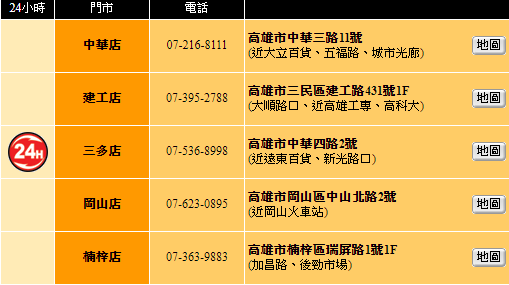 24小時 門市 電話
中華店 07-216-8111 高雄市中華三路11號 地圖
(近大立百貨、五福路、城市光廊)
建工店 07-395-2788 高雄市三民區建工路431號1F 地圖
(大順路口、近高雄工專、高科大)
24H 三多店 07-536-8998 高雄市中華四路2號 地圖
(近遠東百貨、新光路口)
岡山店 07-623-0895 高雄市岡山區中山北路2號 地圖
(近岡山火車站)
楠梓店 07-363-9883 高雄市楠梓區瑞屏路1號1F 地圖
(加昌路、後勁市場)